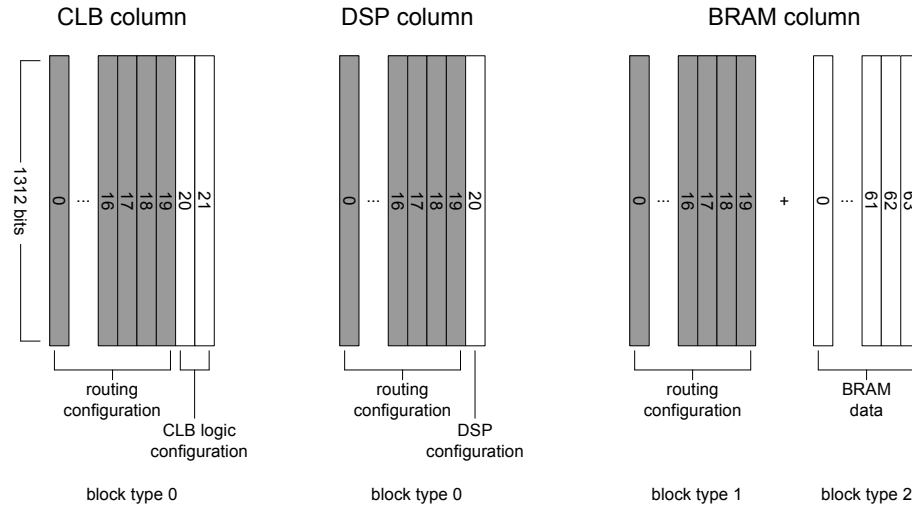 CLB column
DSP column
BRAM column
1312 bits
0
...
16
17
18
19
20
21
0
...
16
17
18
19
20
0
...
16
17
18
19
+
0
...
61
62
63
routing
configuration
CLB logic
configuration
routing
configuration
DSP
configuration
routing
configuration
BRAM
data
block type 0
block type 0
block type 1
block type 2